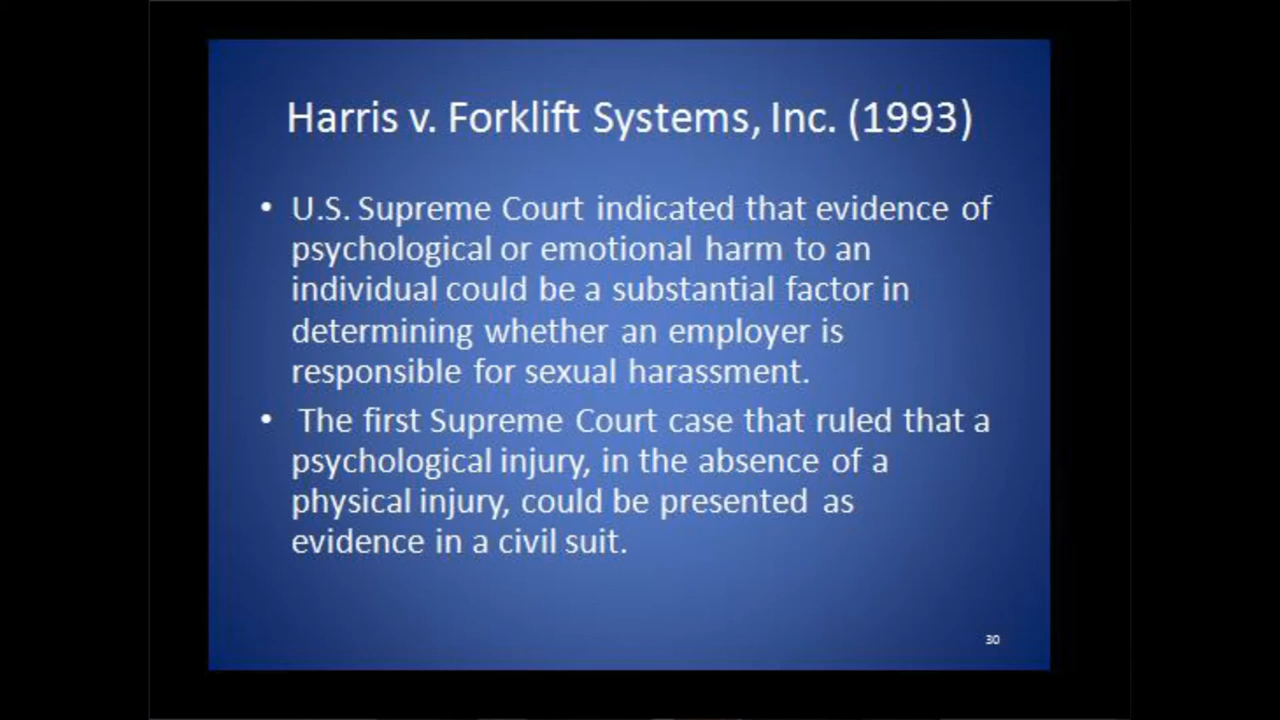 Harris v. Forklift Systems, Inc. (1993)
• U.S. Supreme Court indicated that evidence of
psychological or emotional harm to an
individual could be a substantial factor in
determining whether an employer is
responsible for sexual harassment.
• The first Supreme Court case that ruled that a
psychological injury, in the absence of a
physical injury, could be presented as
evidence in a civil suit.
30